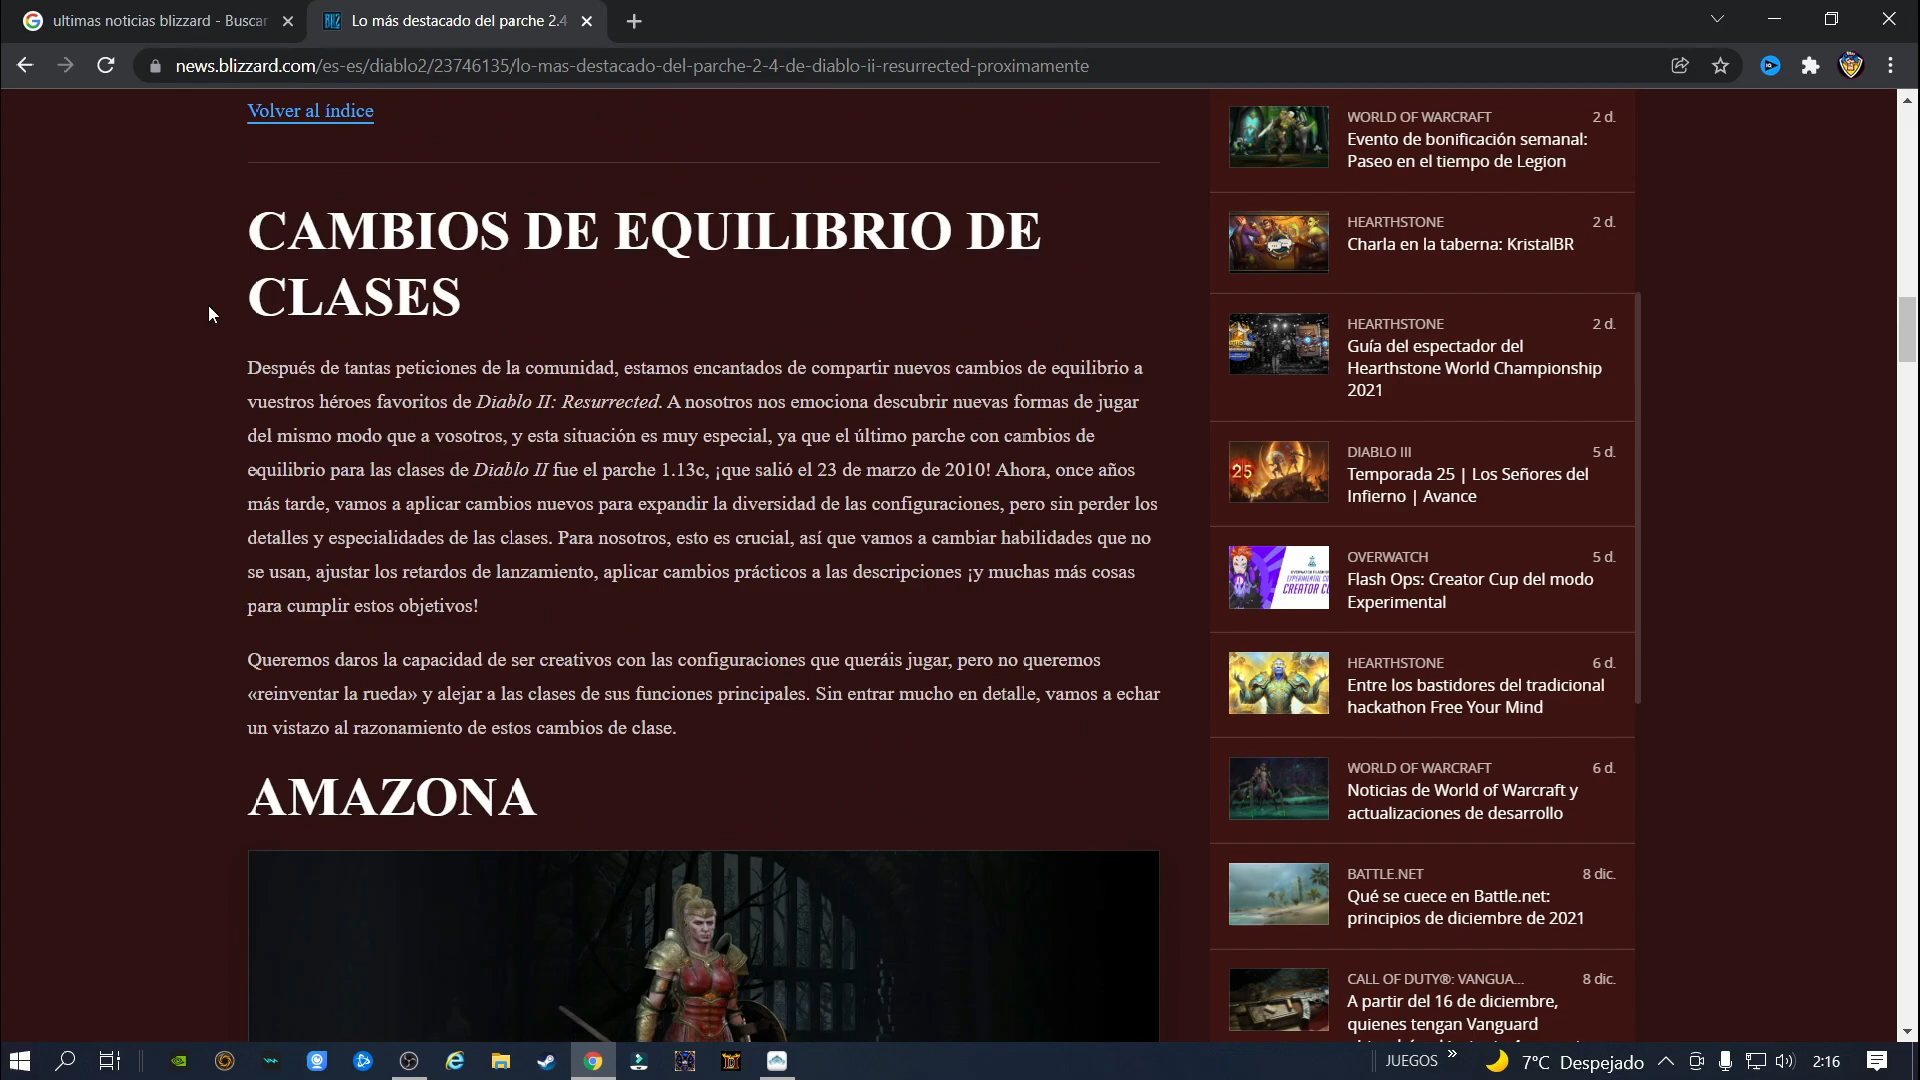 ultimas noticias blizzard - Buscar
Lo más destacado del parche 2.4
news.blizzard.com/es-es/diablo2/23746135/lo-mas-destacado-del-parche-2-4-de-diablo-ii-resurrected-proximamente
Volver al índice
CAMBIOS DE EQUILIBRIO DE
CLASES
Después de tantas peticiones de la comunidad, estamos encantados de compartir nuevos cambios de equilibrio a
vuestros héroes favoritos de Diablo II: Resurrected. A nosotros nos emociona descubrir nuevas formas de jugar
del mismo modo que a vosotros, y esta situación es muy especial, ya que el último parche con cambios de
equilibrio para las clases de Diablo II fue el parche 1.13c, ¡que salió el 23 de marzo de 2010! Ahora, once años
más tarde, vamos a aplicar cambios nuevos para expandir la diversidad de las configuraciones, pero sin perder los
detalles y especialidades de las clases. Para nosotros, esto es crucial, así que vamos a cambiar habilidades que no
se usan, ajustar los retardos de lanzamiento, aplicar cambios prácticos a las descripciones ¡y muchas más cosas
para cumplir estos objetivos!
Queremos daros la capacidad de ser creativos con las configuraciones que queráis jugar, pero no queremos
«reinventar la rueda» y alejar a las clases de sus funciones principales. Sin entrar mucho en detalle, vamos a echar
un vistazo al razonamiento de estos cambios de clase.
AMAZONA
WORLD OF WARCRAFT 2 d.
Evento de bonificación semanal:
Paseo en el tiempo de Legion
HEARTHSTONE 2 d.
Charla en la taberna: KristalBR
HEARTHSTONE 2 d.
Guía del espectador del
Hearthstone World Championship
2021
DIABLO III 5 d.
25
Temporada 25 | Los Señores del
Infierno | Avance
OVERWATCH 5 d.
Flash Ops: Creator Cup del modo
Experimental
HEARTHSTONE 6 d.
Entre los bastidores del tradicional
hackathon Free Your Mind
WORLD OF WARCRAFT 6 d.
Noticias de World of Warcraft y
actualizaciones de desarrollo
BATTLE.NET 8 dic.
Qué se cuece en Battle.net:
principios de diciembre de 2021
CALL OF DUTY®: VANGUA... 8 dic.
A partir del 16 de diciembre,
quienes tengan Vanguard
JUEGOS » 7°C Despejado 2:16